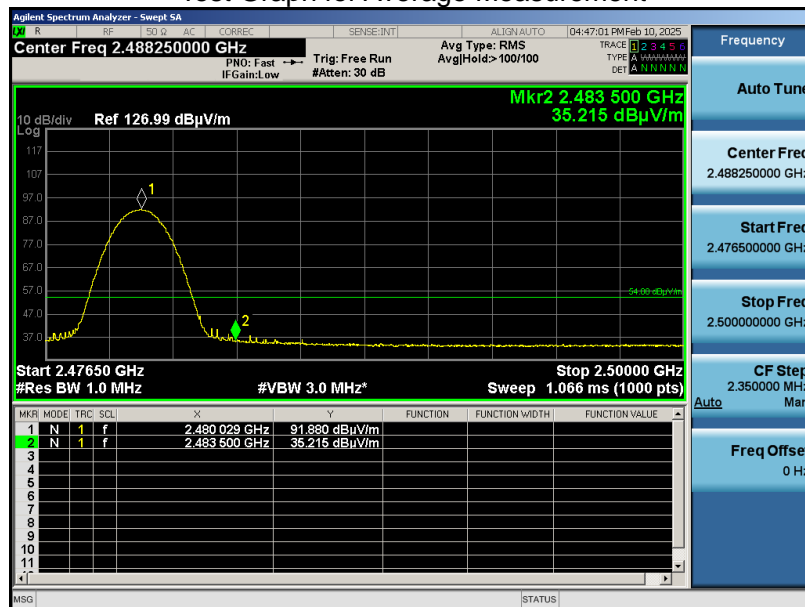 Test Graph for Average Measurement
Agilent Spectrum Analyzer - Swept SA
LXI R RF 50 Ω AC CORREC SENSE:INT ALIGN AUTO 04:47:01 PM Feb 10, 2025
Center Freq 2.488250000 GHz
PNO: Fast
IFGain:Low
Trig: Free Run
#Atten: 30 dB
Avg Type: RMS
Avg|Hold:>100/100
TRACE 1 2 3 4 5 6
TYPE A WWWWW
DET A N N N N N
Mkr2 2.483 500 GHz
35.215 dBµV/m
10 dB/div Ref 126.99 dBµV/m
Log
117
107
97.0
87.0
77.0
67.0
57.0
47.0
37.0
1
2
54.00 dBµV/m
Start 2.47650 GHz Stop 2.50000 GHz
#Res BW 1.0 MHz #VBW 3.0 MHz* Sweep 1.066 ms (1000 pts)
MKR MODE TRC SCL X Y FUNCTION FUNCTION WIDTH FUNCTION VALUE
1 N 1 f 2.480 029 GHz 91.880 dBµV/m
2 N 1 f 2.483 500 GHz 35.215 dBµV/m
3
4
5
6
7
8
9
10
11
MSG STATUS
Frequency
Auto Tune
Center Freq
2.488250000 GHz
Start Freq
2.476500000 GHz
Stop Freq
2.500000000 GHz
CF Step
2.350000 MHz
Auto Man
Freq Offset
0 Hz